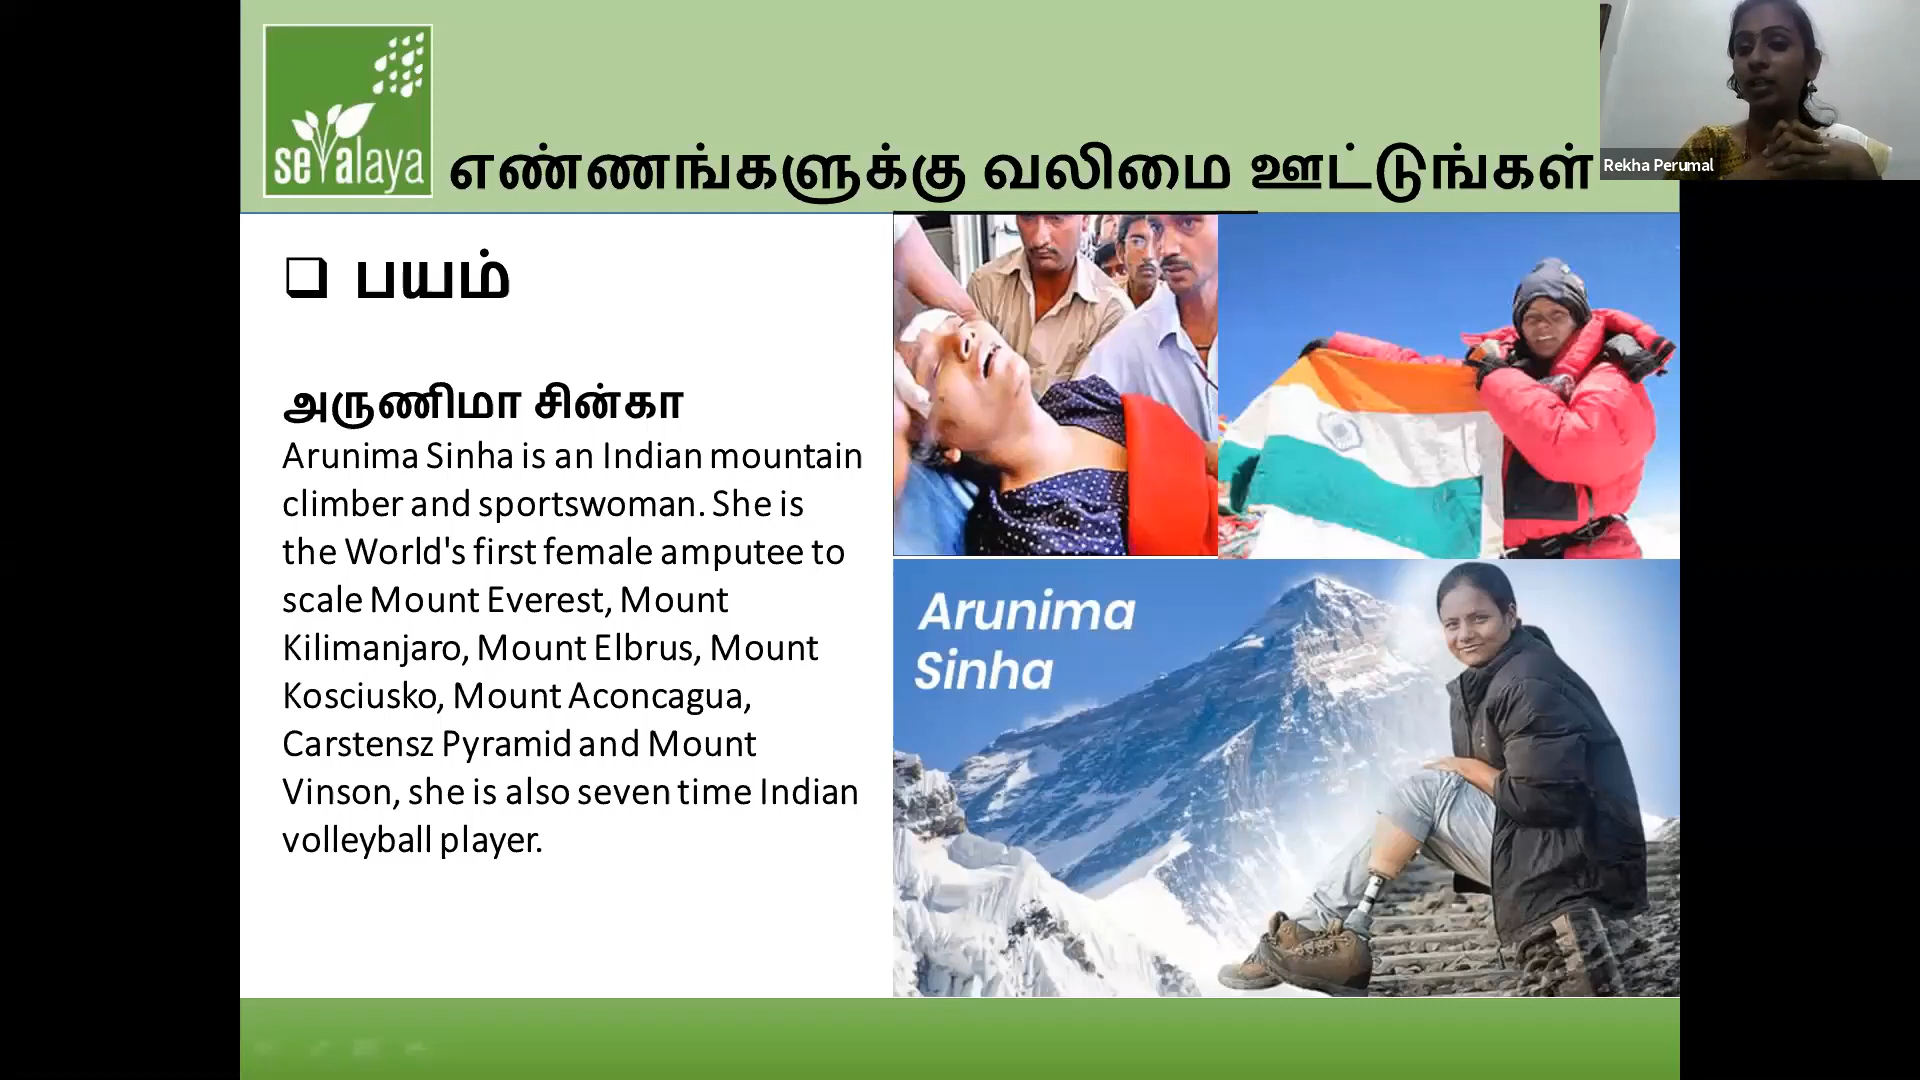 sevalaya
எண்ணங்களுக்கு வலிமை ஊட்டுங்கள்
Rekha Perumal
❑ பயம்
அருணிமா சின்கா
Arunima Sinha is an Indian mountain
climber and sportswoman. She is
the World's first female amputee to
scale Mount Everest, Mount
Kilimanjaro, Mount Elbrus, Mount
Kosciusko, Mount Aconcagua,
Carstensz Pyramid and Mount
Vinson, she is also seven time Indian
volleyball player.
Arunima
Sinha